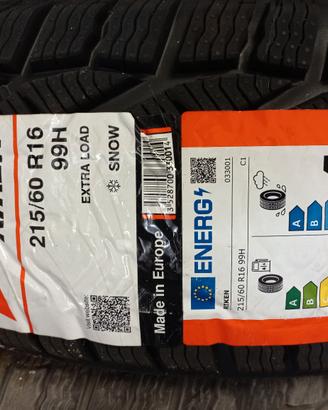 215/60 R16
99H
EXTRA LOAD
SNOW
Made in Europe
ENERG
033001
C1
215/60 R16 99H
A
B
A
B